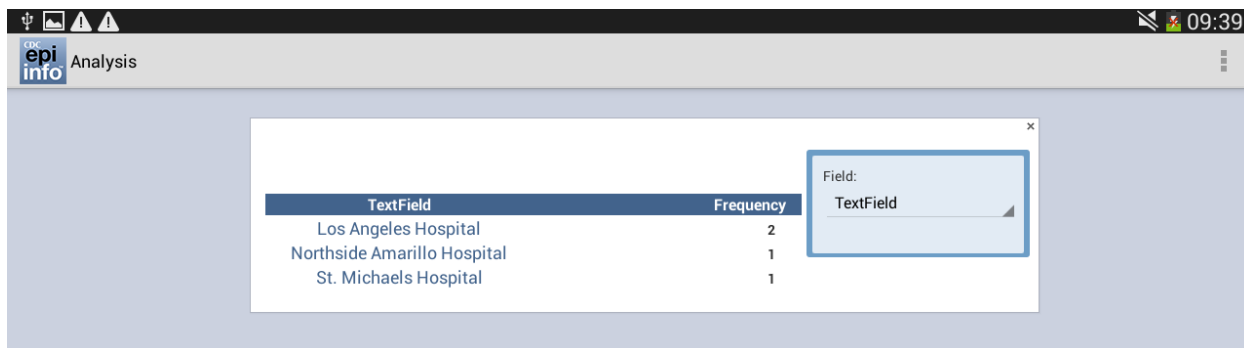 09:39
CDC
epi
info™
Analysis
×
Field:
TextField
TextField Frequency
Los Angeles Hospital 2
Northside Amarillo Hospital 1
St. Michaels Hospital 1